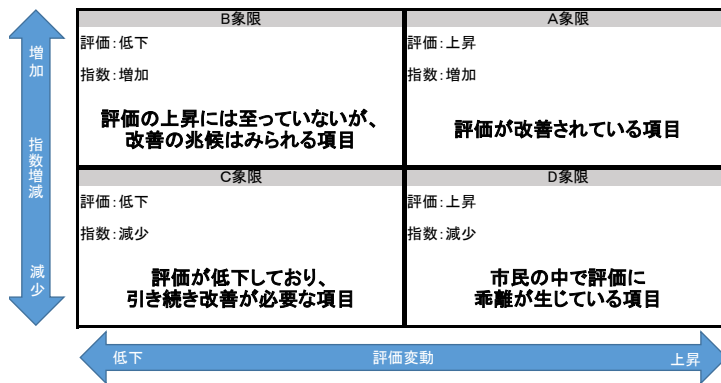 B象限
A象限
評価:低下
指数:増加
評価の上昇には至っていないが、
改善の兆候はみられる項目
評価:上昇
指数:増加
評価が改善されている項目
C象限
D象限
評価:低下
指数:減少
評価が低下しており、
引き続き改善が必要な項目
評価:上昇
指数:減少
市民の中で評価に
乖離が生じている項目
増加
指数増減
減少
低下
評価変動
上昇